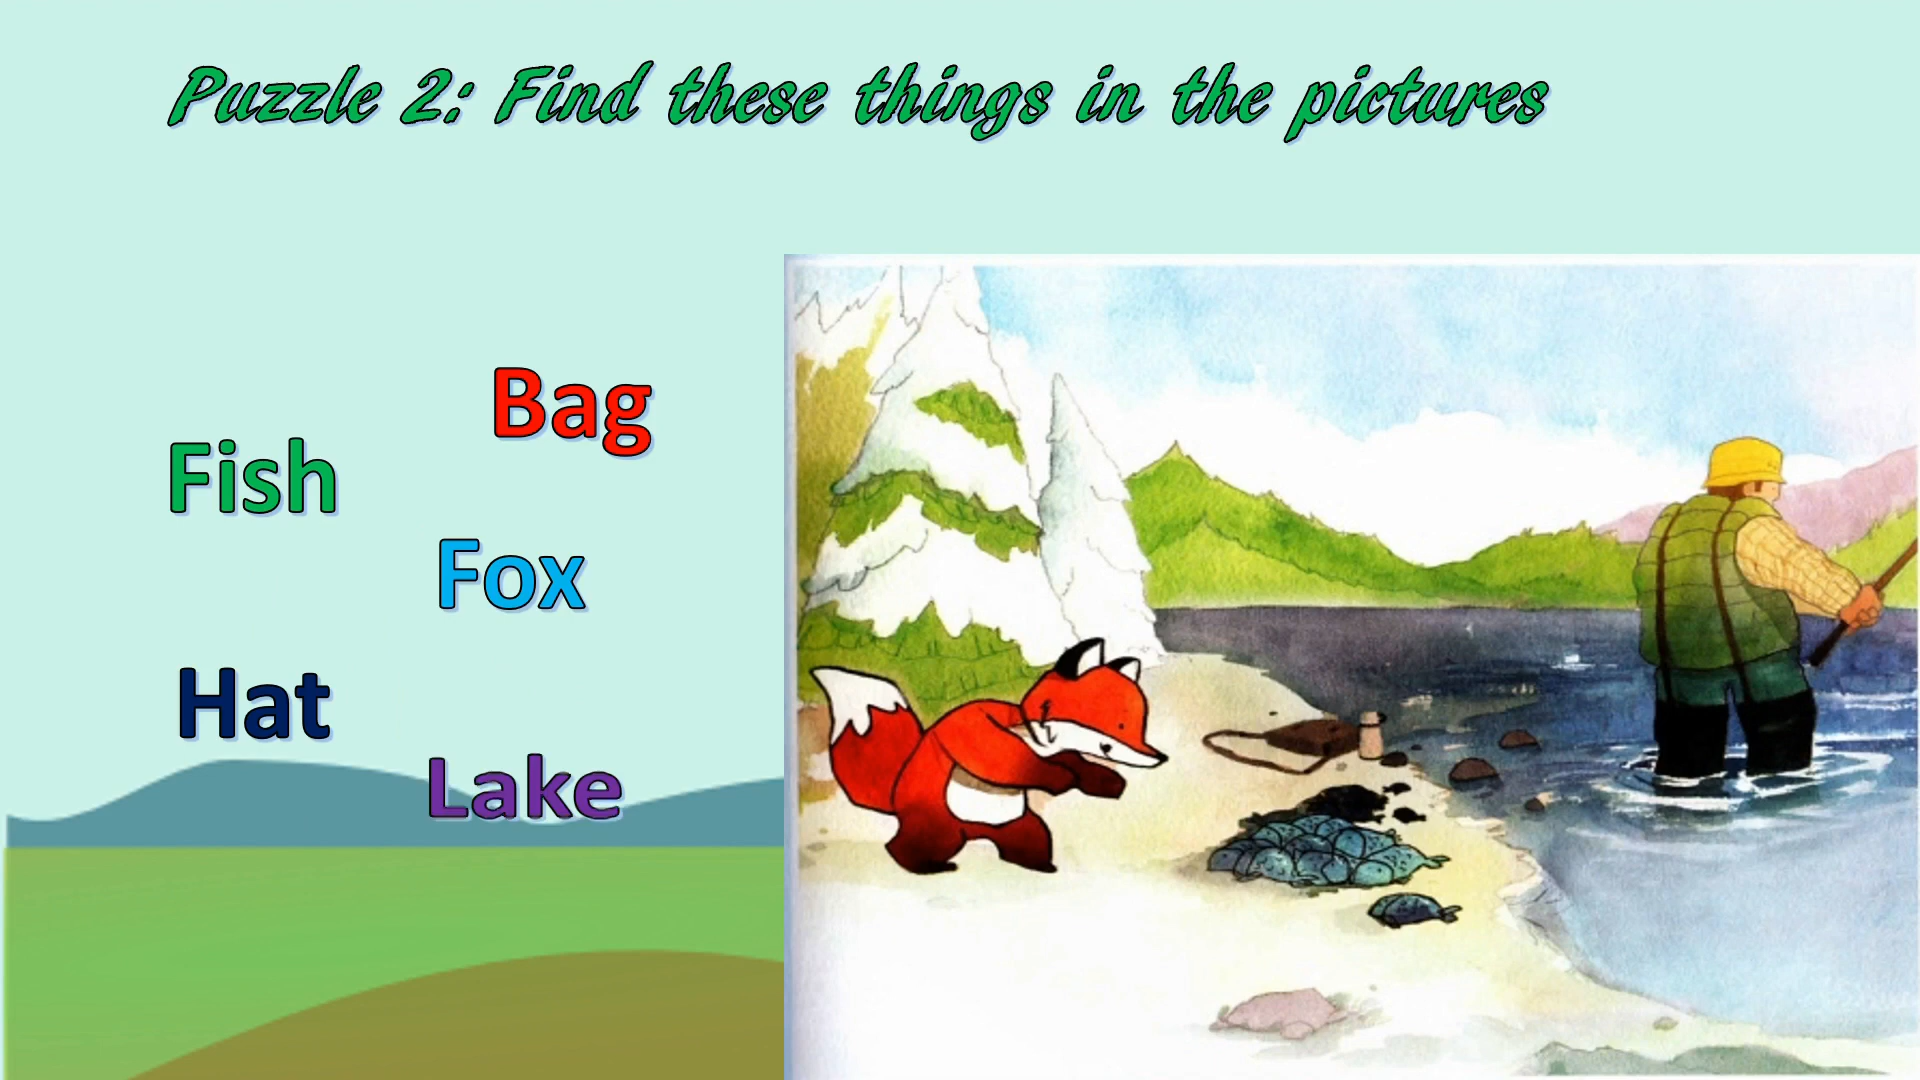 Puzzle 2: Find these things in the pictures
Bag
Fish
Fox
Hat
Lake